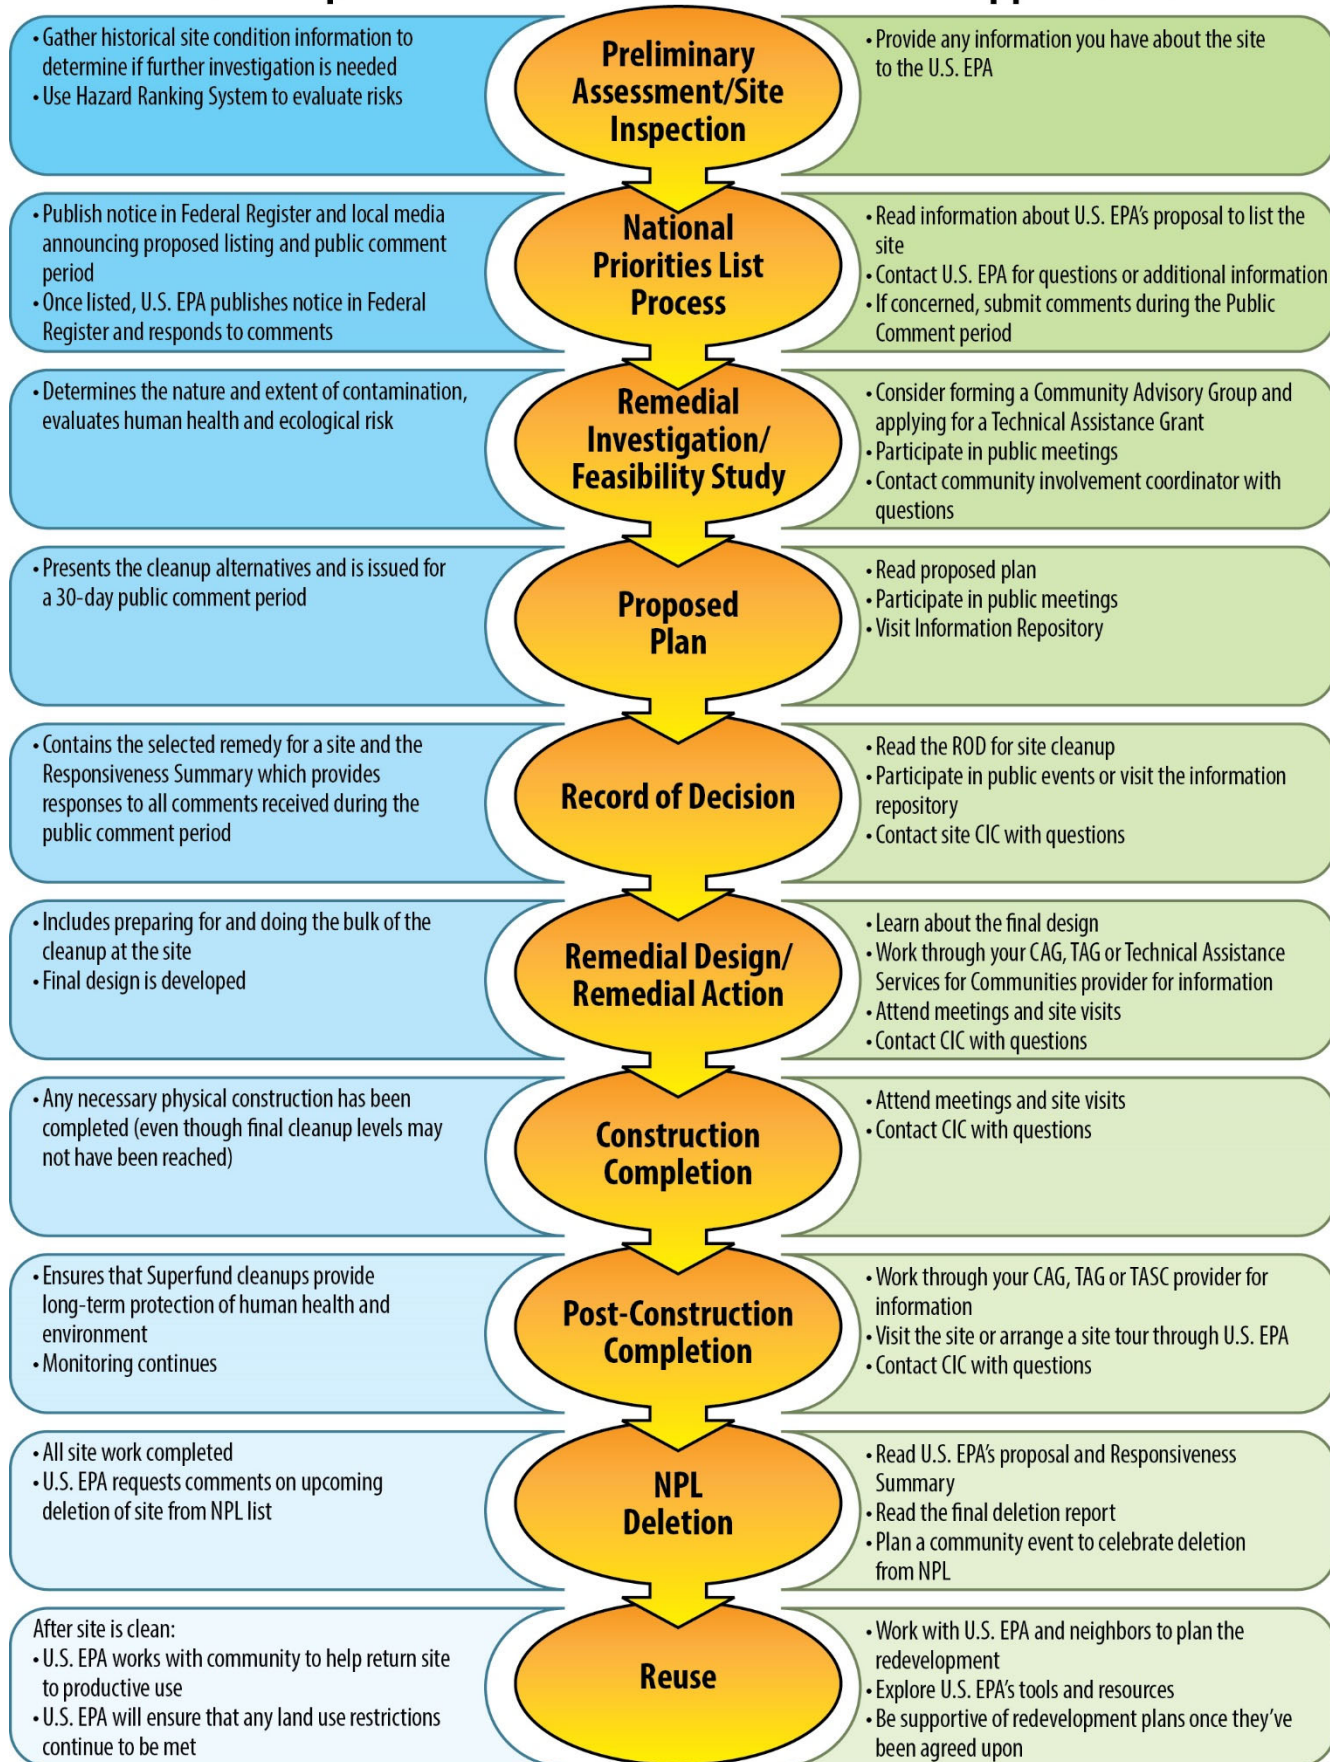 • Gather historical site condition information to
determine if further investigation is needed
• Use Hazard Ranking System to evaluate risks
Preliminary
Assessment/Site
Inspection
• Provide any information you have about the site
to the U.S. EPA
• Publish notice in Federal Register and local media
announcing proposed listing and public comment
period
• Once listed, U.S. EPA publishes notice in Federal
Register and responds to comments
National
Priorities List
Process
• Read information about U.S. EPA's proposal to list the
site
• Contact U.S. EPA for questions or additional information
• If concerned, submit comments during the Public
Comment period
• Determines the nature and extent of contamination,
evaluates human health and ecological risk
Remedial
Investigation/
Feasibility Study
• Consider forming a Community Advisory Group and
applying for a Technical Assistance Grant
• Participate in public meetings
• Contact community involvement coordinator with
questions
• Presents the cleanup alternatives and is issued for
a 30-day public comment period
Proposed
Plan
• Read proposed plan
• Participate in public meetings
• Visit Information Repository
• Contains the selected remedy for a site and the
Responsiveness Summary which provides
responses to all comments received during the
public comment period
Record of Decision
• Read the ROD for site cleanup
• Participate in public events or visit the information
repository
• Contact site CIC with questions
• Includes preparing for and doing the bulk of the
cleanup at the site
• Final design is developed
Remedial Design/
Remedial Action
• Learn about the final design
• Work through your CAG, TAG or Technical Assistance
Services for Communities provider for information
• Attend meetings and site visits
• Contact CIC with questions
• Any necessary physical construction has been
completed (even though final cleanup levels may
not have been reached)
Construction
Completion
• Attend meetings and site visits
• Contact CIC with questions
• Ensures that Superfund cleanups provide
long-term protection of human health and
environment
• Monitoring continues
Post-Construction
Completion
• Work through your CAG, TAG or TASC provider for
information
• Visit the site or arrange a site tour through U.S. EPA
• Contact CIC with questions
• All site work completed
• U.S. EPA requests comments on upcoming
deletion of site from NPL list
NPL
Deletion
• Read U.S. EPA's proposal and Responsiveness
Summary
• Read the final deletion report
• Plan a community event to celebrate deletion
from NPL
After site is clean:
• U.S. EPA works with community to help return site
to productive use
• U.S. EPA will ensure that any land use restrictions
continue to be met
Reuse
• Work with U.S. EPA and neighbors to plan the
redevelopment
• Explore U.S. EPA's tools and resources
• Be supportive of redevelopment plans once they've
been agreed upon